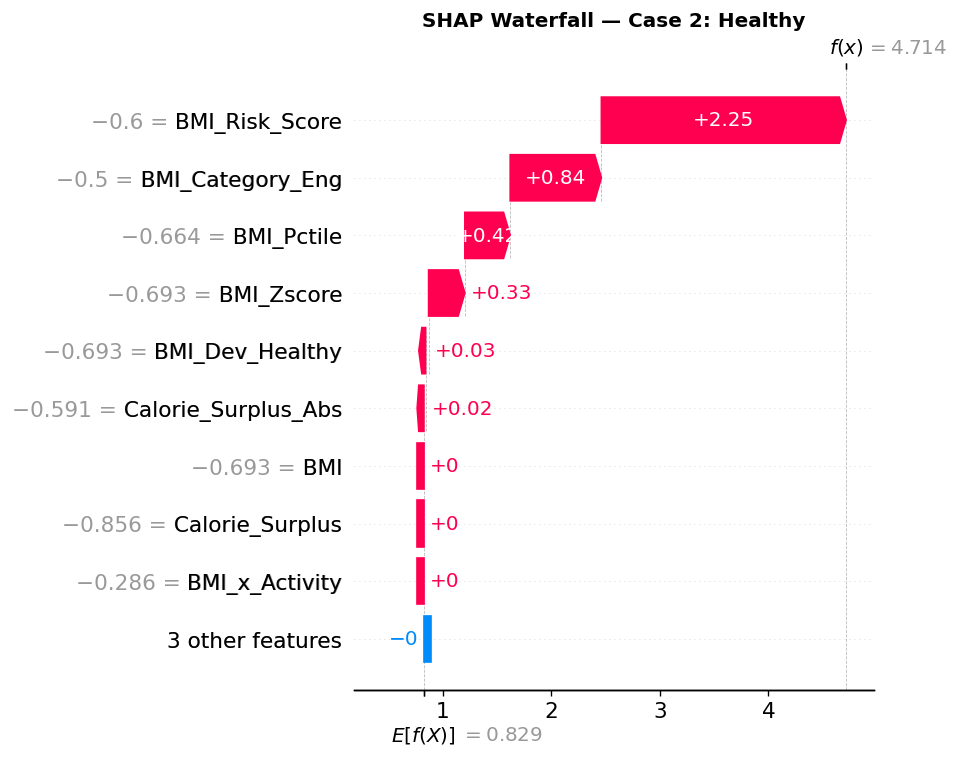 SHAP Waterfall — Case 2: Healthy
f(x) = 4.714
−0.6 = BMI_Risk_Score +2.25
−0.5 = BMI_Category_Eng +0.84
−0.664 = BMI_Pctile +0.42
−0.693 = BMI_Zscore +0.33
−0.693 = BMI_Dev_Healthy +0.03
−0.591 = Calorie_Surplus_Abs +0.02
−0.693 = BMI +0
−0.856 = Calorie_Surplus +0
−0.286 = BMI_x_Activity +0
3 other features −0
1 2 3 4
E[f(X)] = 0.829